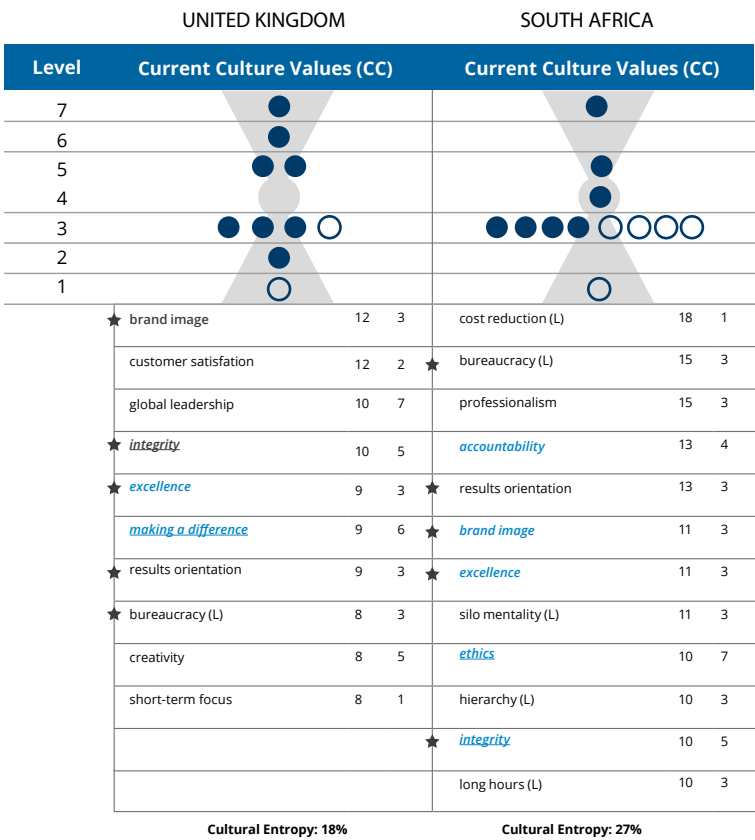 UNITED KINGDOM SOUTH AFRICA
Level Current Culture Values (CC) Current Culture Values (CC)
7
6
5
4
3
2
1
brand image 12 3 cost reduction (L) 18 1
customer satisfation 12 2 bureaucracy (L) 15 3
global leadership 10 7 professionalism 15 3
integrity 10 5 accountability 13 4
excellence 9 3 results orientation 13 3
making a difference 9 6 brand image 11 3
results orientation 9 3 excellence 11 3
bureaucracy (L) 8 3 silo mentality (L) 11 3
creativity 8 5 ethics 10 7
short-term focus 8 1 hierarchy (L) 10 3
integrity 10 5
long hours (L) 10 3
Cultural Entropy: 18% Cultural Entropy: 27%